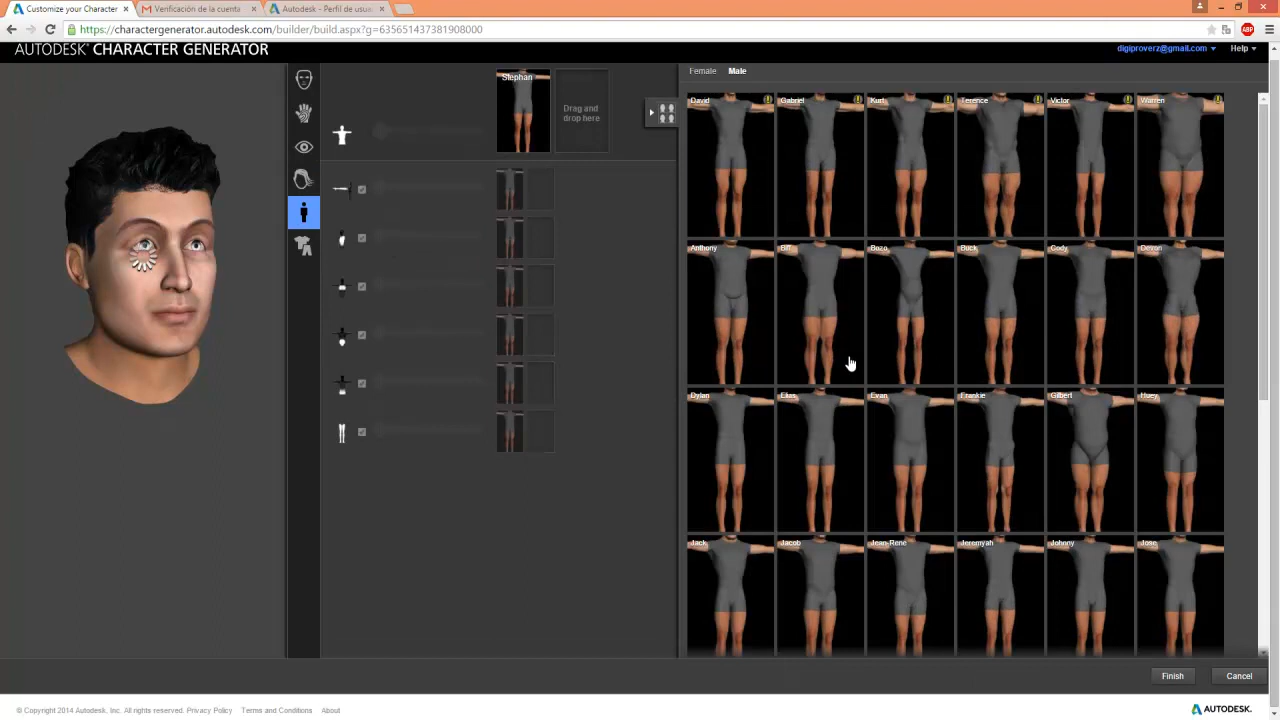 Customize your Character
Verificación de la cuenta
Autodesk - Perfil de usua
https://charactergenerator.autodesk.com/builder/build.aspx?g=635651437381908000
ABP
AUTODESK® CHARACTER GENERATOR
digiproverz@gmail.com
Help
Stephan
Drag and
drop here
Female
Male
David
Gabriel
Kurt
Terence
Victor
Warren
Anthony
Biff
Bozo
Buck
Cody
Devon
Dylan
Elias
Evan
Frankie
Gilbert
Huey
Jack
Jacob
Jean-René
Jeremyah
Johnny
Jose
Finish
Cancel
© Copyright 2014 Autodesk, Inc. All rights reserved. Privacy Policy Terms and Conditions About
AUTODESK.